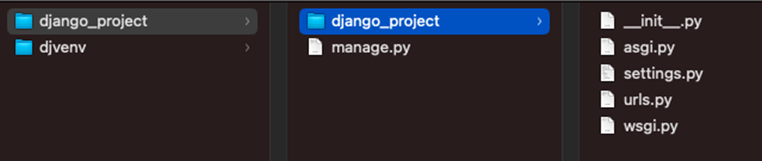 django_project
djvenv
django_project
manage.py
__init__.py
asgi.py
settings.py
urls.py
wsgi.py